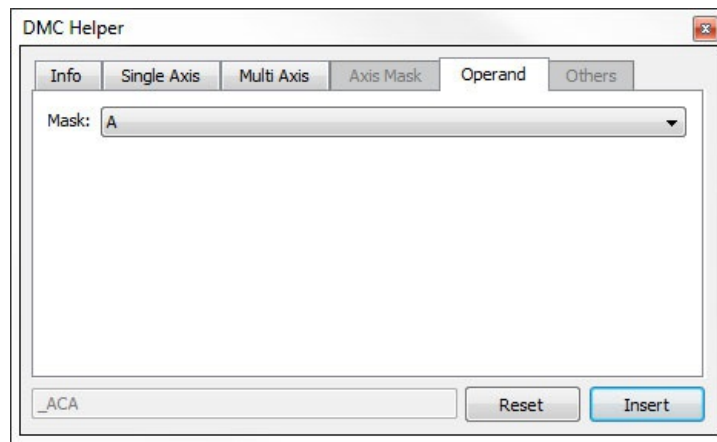 DMC Helper
Info Single Axis Multi Axis Axis Mask Operand Others
Mask: A
_ACA Reset Insert